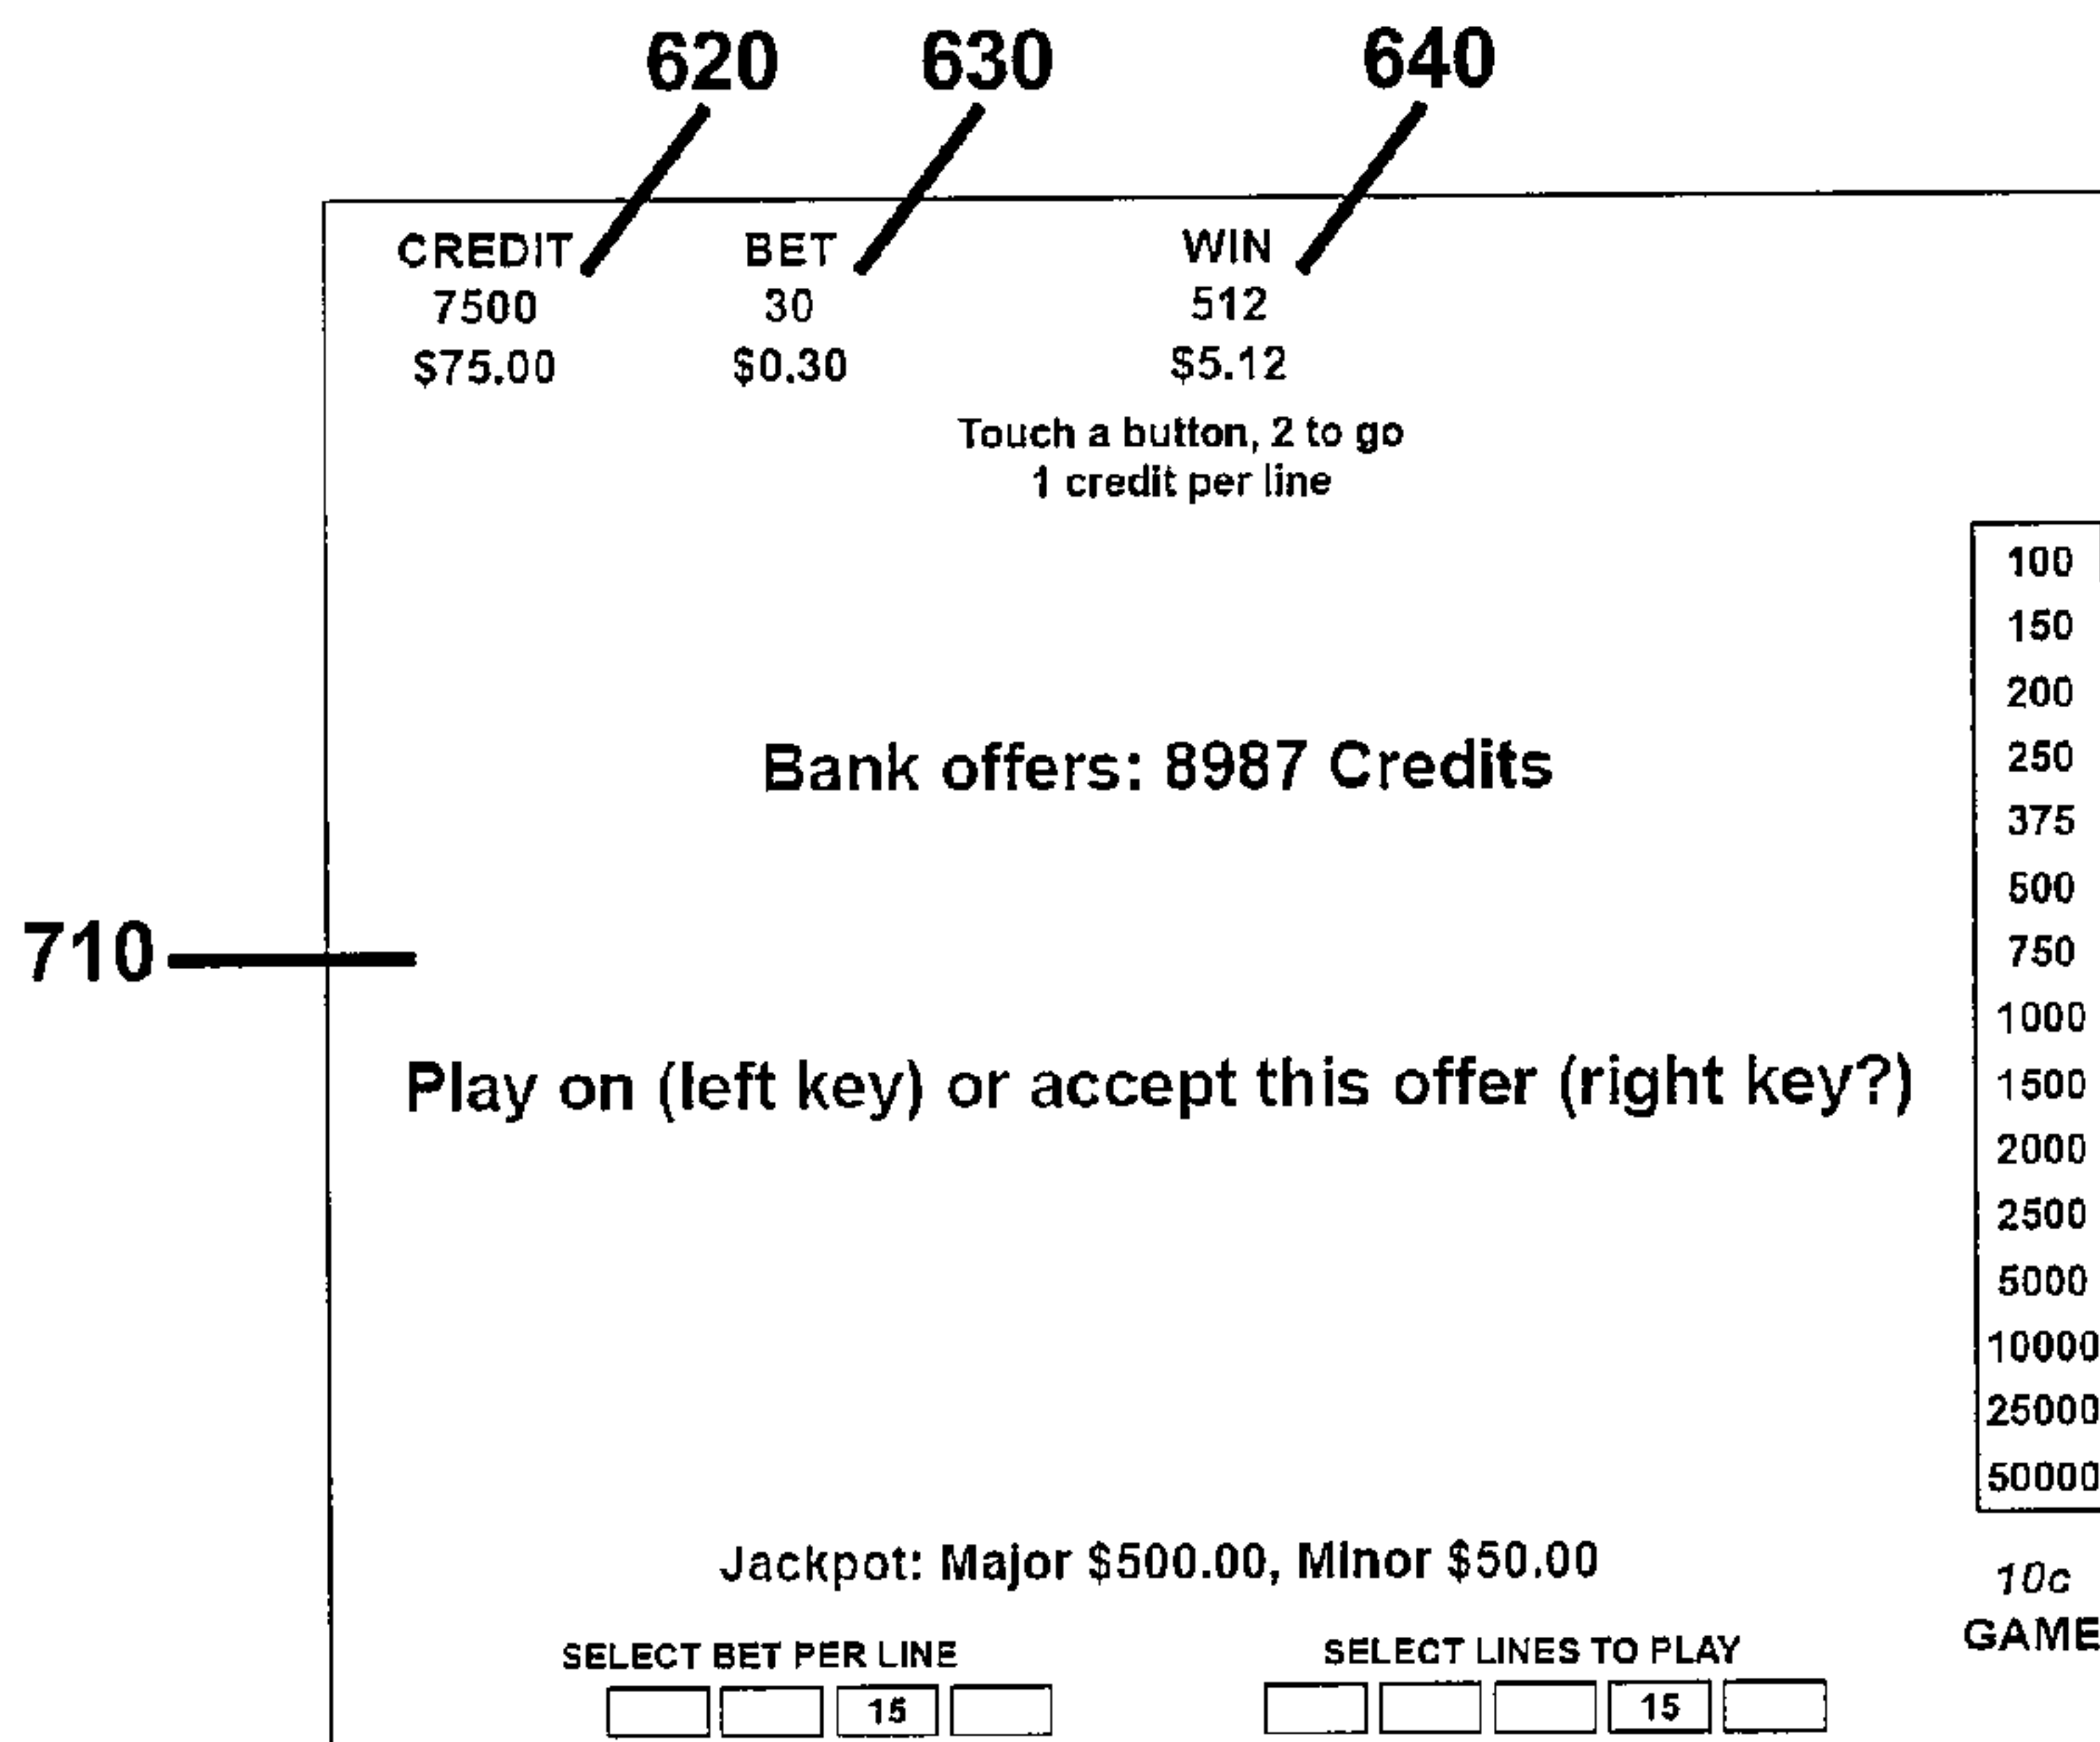 620 630 640
CREDIT BET WIN
7500 30 512
$75.00 $0.30 $5.12
Touch a button, 2 to go
1 credit per line
Bank offers: 8987 Credits
710
Play on (left key) or accept this offer (right key?)
100
150
200
250
375
500
750
1000
1500
2000
2500
5000
10000
25000
50000
Jackpot: Major $500.00, Minor $50.00
10c
GAME
SELECT BET PER LINE
15
SELECT LINES TO PLAY
15